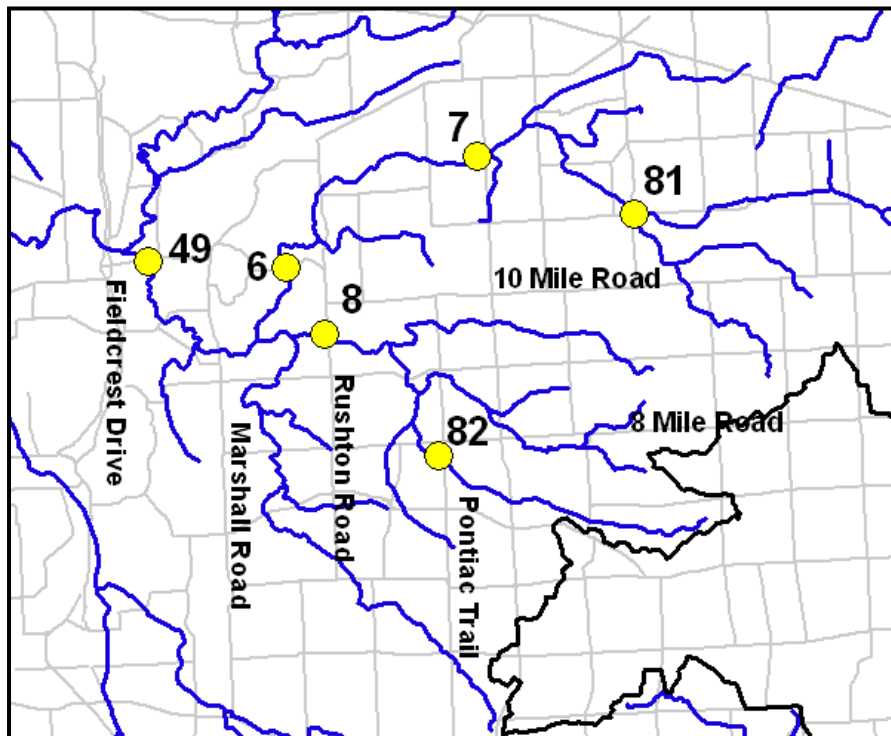 7
81
49
6
10 Mile Road
8
Fieldcrest Drive
Rushton Road
Marshall Road
8 Mile Road
82
Pontiac Trail